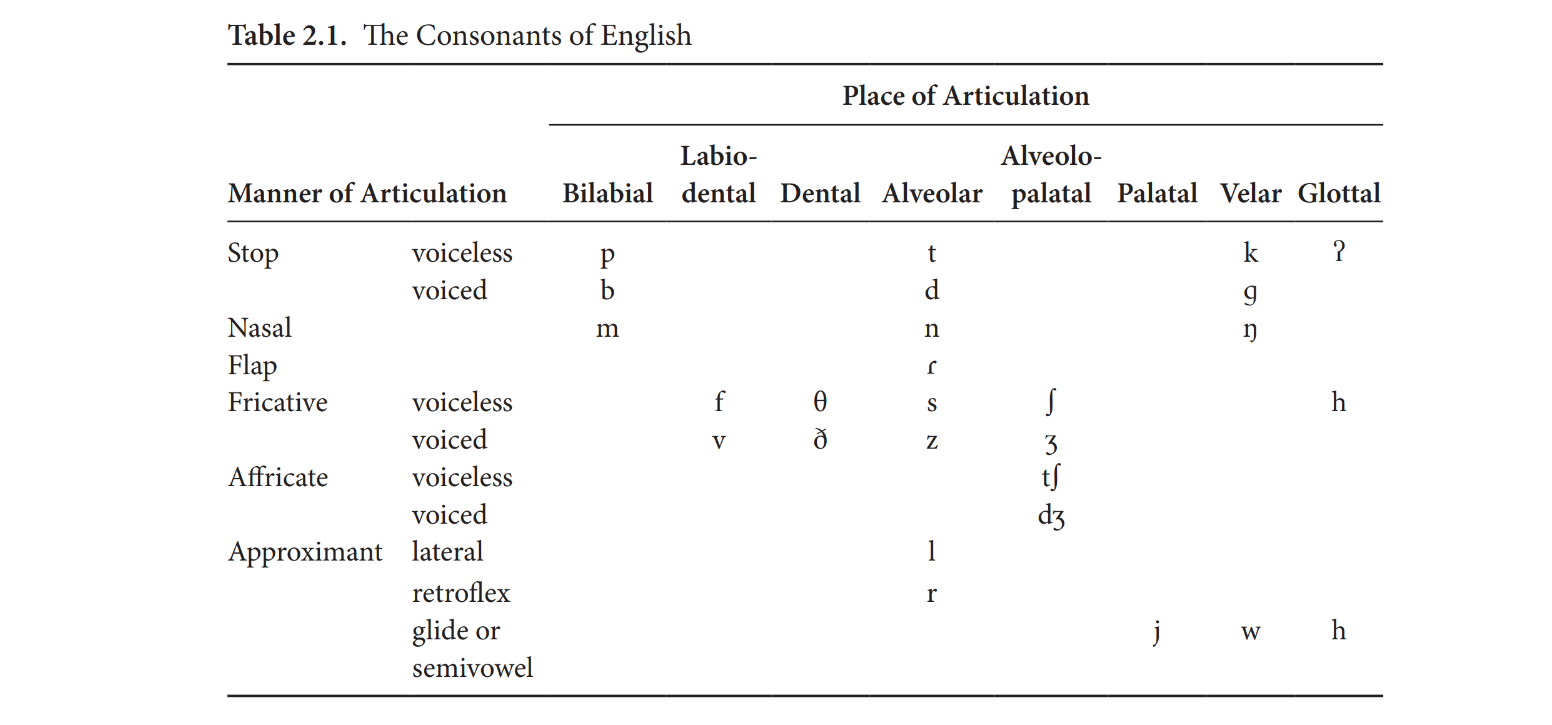 Table 2.1. The Consonants of English
Place of Articulation
Manner of Articulation Bilabial Labio-dental Dental Alveolar Alveolo-palatal Palatal Velar Glottal
Stop voiceless p t k ʔ
voiced b d ɡ
Nasal m n ŋ
Flap ɾ
Fricative voiceless f θ s ʃ h
voiced v ð z ʒ
Affricate voiceless tʃ
voiced dʒ
Approximant lateral l
retroflex r
glide or j w h
semivowel